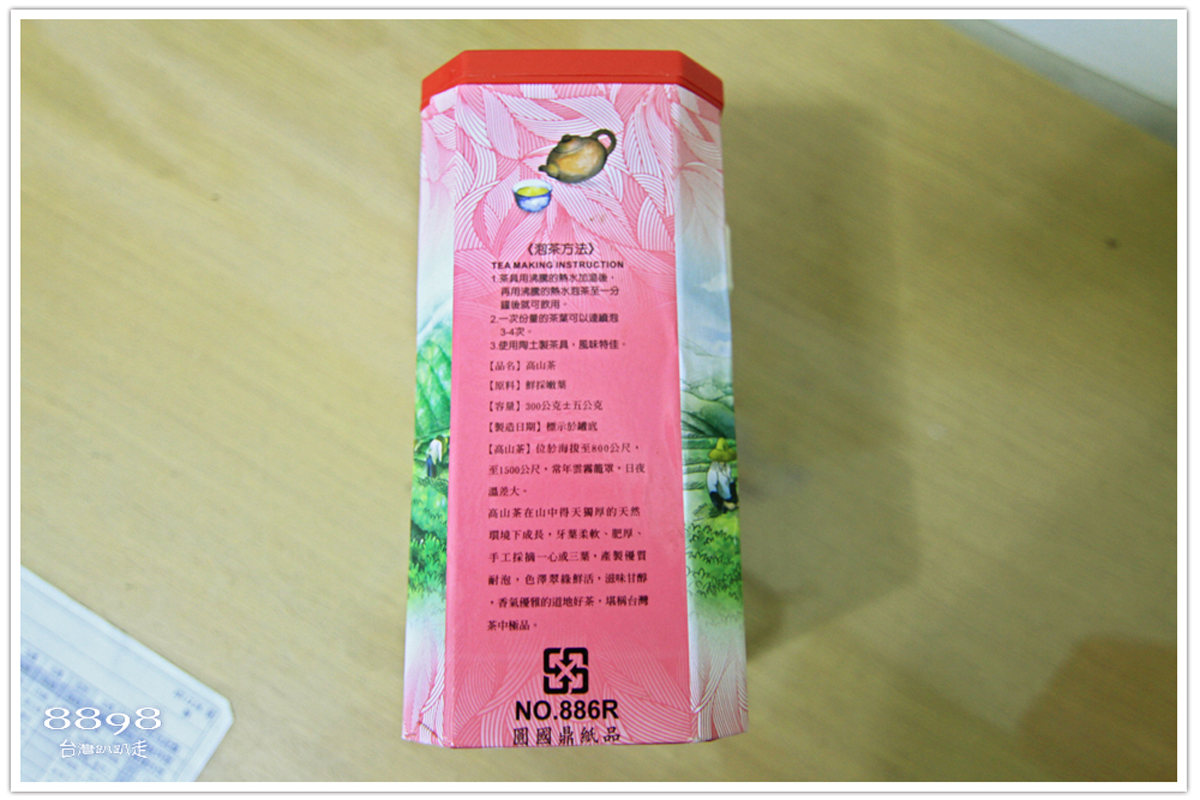 《泡茶方法》
TEA MAKING INSTRUCTION
1.茶具用沸騰的熱水加溫後，
再用沸騰的熱水泡茶至一分
鐘後就可飲用。
2.一次份量的茶葉可以連續泡
3-4次。
3.使用陶土製茶具，風味特佳。
【品名】高山茶
【原料】鮮採嫩葉
【容量】300公克±五公克
【製造日期】標示於罐底
【高山茶】位於海拔至800公尺，
至1500公尺，常年雲霧籠罩，日夜
溫差大。
高山茶在山中得天獨厚的天然
環境下成長，牙葉柔軟、肥厚、
手工採摘一心或三葉，產製優質
耐泡，色澤翠綠鮮活，滋味甘醇
，香氣優雅的道地好茶，堪稱台灣
茶中極品。
NO.886R
圓國鼎紙品
8898
台灣趴趴走